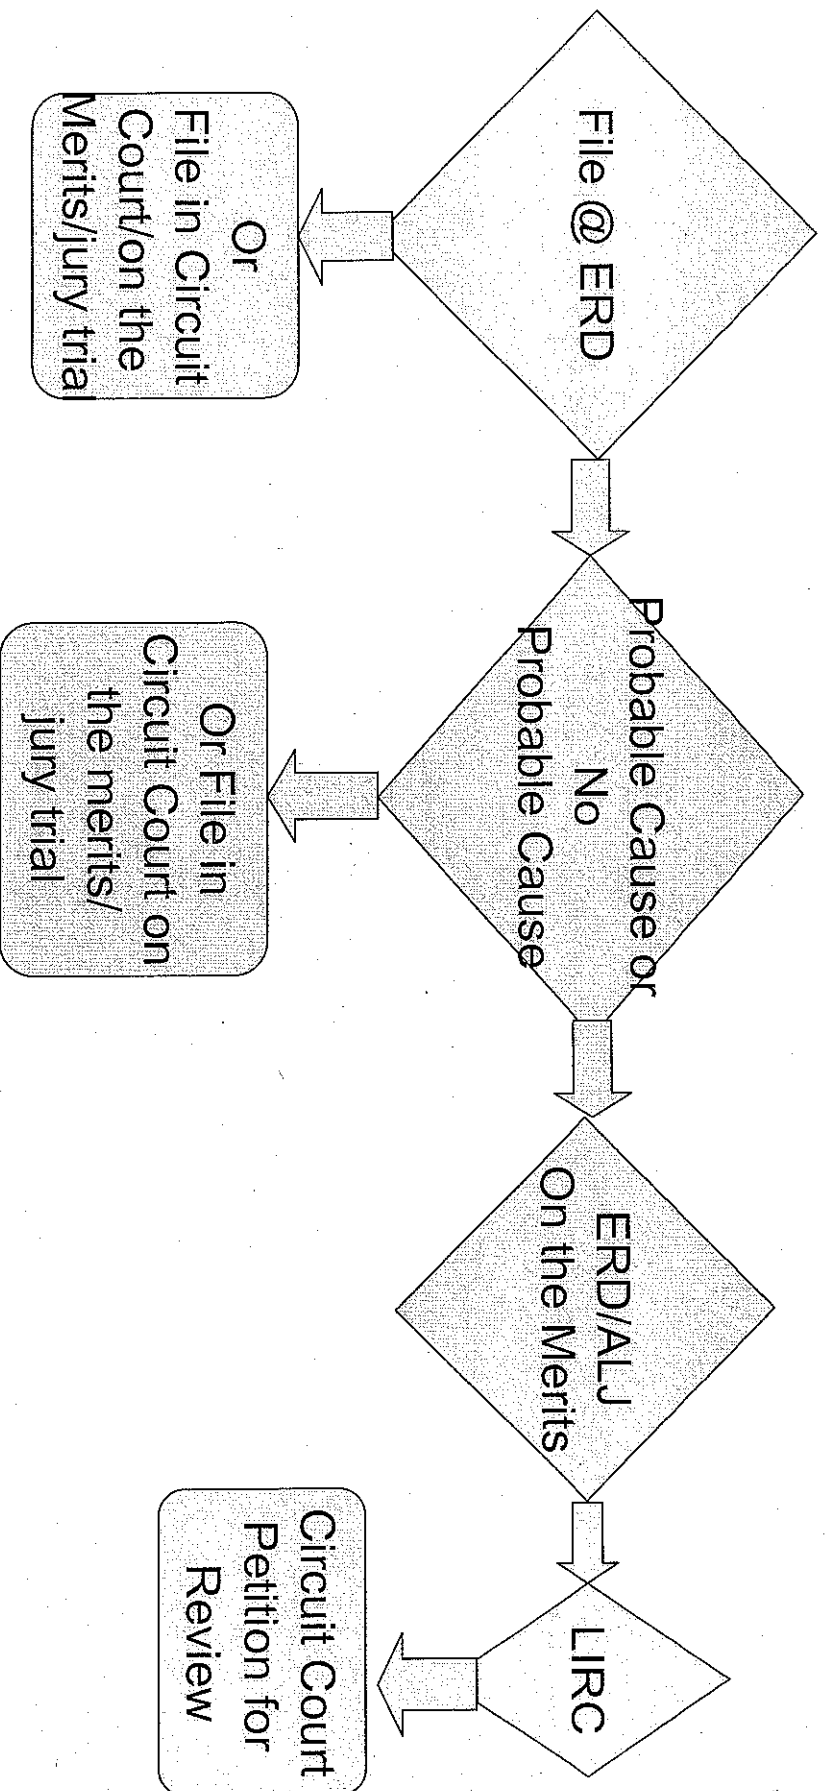 File @ ERD
Probable Cause or
No
Probable Cause
ERD/ALJ
On the Merits
LIRC
Or
File in Circuit
Court/on the
Merits/jury trial
Or File in
Circuit Court on
the merits/
jury trial
Circuit Court
Petition for
Review